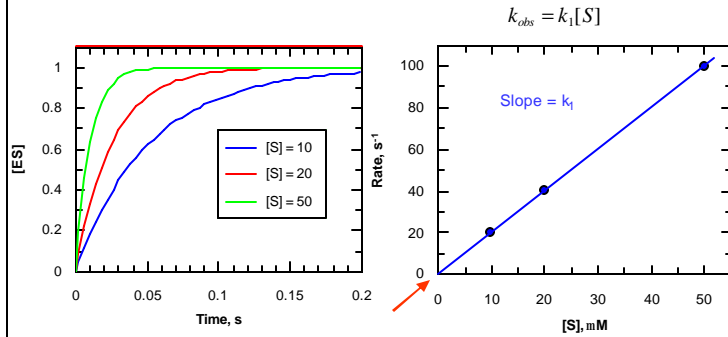 k_obs = k_1[S]
[ES]
1
0.8
0.6
0.4
0.2
0
0
0.05
0.1
0.15
0.2
Time, s
[S] = 10
[S] = 20
[S] = 50
Rate, s^-1
100
80
60
40
20
0
0
10
20
30
40
50
[S], mM
Slope = k_1